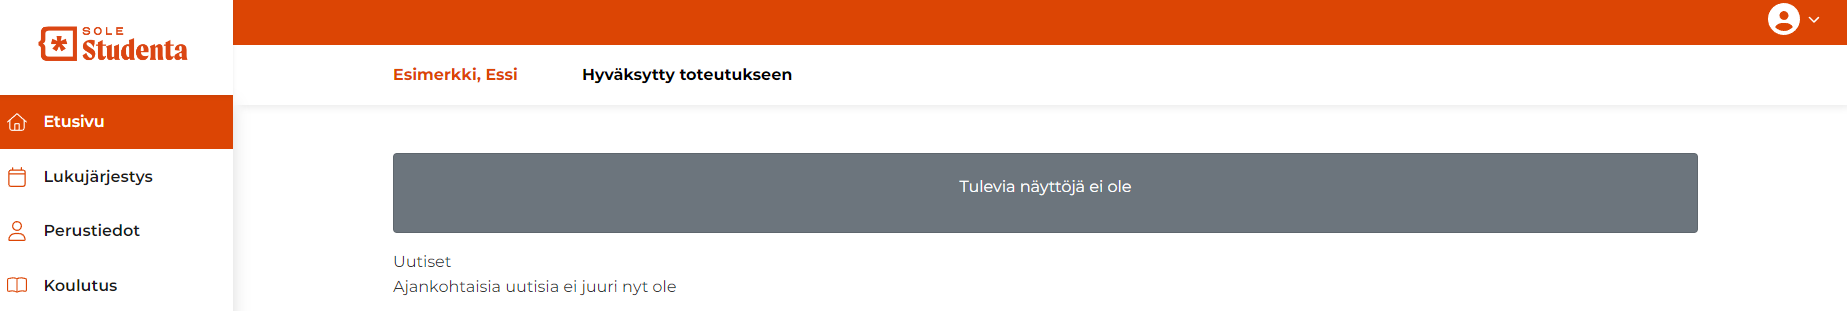 SOLE
Studenta
Esimerkki, Essi
Hyväksytty toteutukseen
Etusivu
Lukujärjestys
Perustiedot
Koulutus
Tulevia näyttöjä ei ole
Uutiset
Ajankohtaisia uutisia ei juuri nyt ole